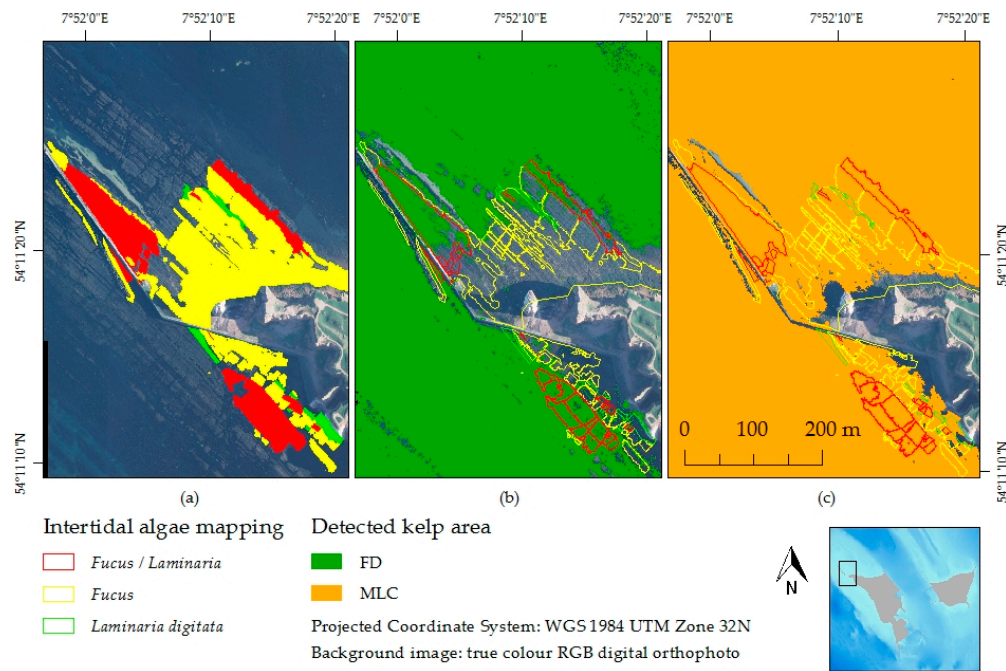 7°52'0"E 7°52'10"E 7°52'20"E 7°52'0"E 7°52'10"E 7°52'20"E 7°52'0"E 7°52'10"E 7°52'20"E
54°11'20"N 54°11'20"N
54°11'10"N 54°11'10"N
0 100 200 m
(a) (b) (c)
Intertidal algae mapping Detected kelp area
Fucus / Laminaria FD
Fucus MLC
Laminaria digitata Projected Coordinate System: WGS 1984 UTM Zone 32N
Background image: true colour RGB digital orthophoto
N